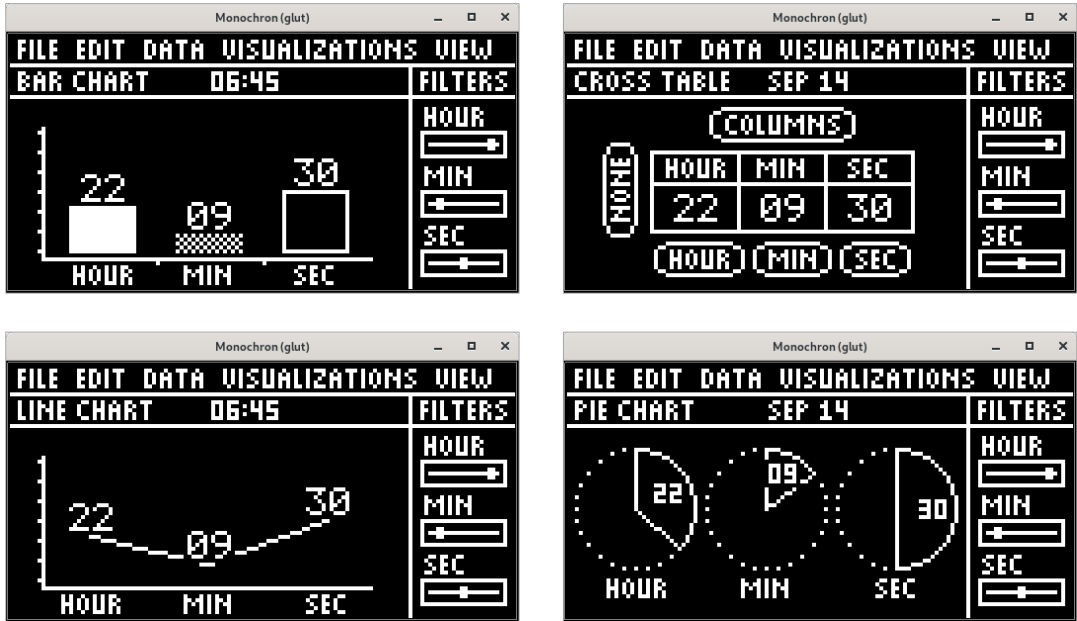 Monochron (glut)
FILE EDIT DATA VISUALIZATIONS VIEW
BAR CHART 06:45 FILTERS
HOUR
MIN
SEC
22 09 30
HOUR MIN SEC
Monochron (glut)
FILE EDIT DATA VISUALIZATIONS VIEW
CROSS TABLE SEP 14 FILTERS
HOUR
MIN
SEC
COLUMNS
NONE
HOUR MIN SEC
22 09 30
HOUR MIN SEC
Monochron (glut)
FILE EDIT DATA VISUALIZATIONS VIEW
LINE CHART 06:45 FILTERS
HOUR
MIN
SEC
22 09 30
HOUR MIN SEC
Monochron (glut)
FILE EDIT DATA VISUALIZATIONS VIEW
PIE CHART SEP 14 FILTERS
HOUR
MIN
SEC
22 09 30
HOUR MIN SEC